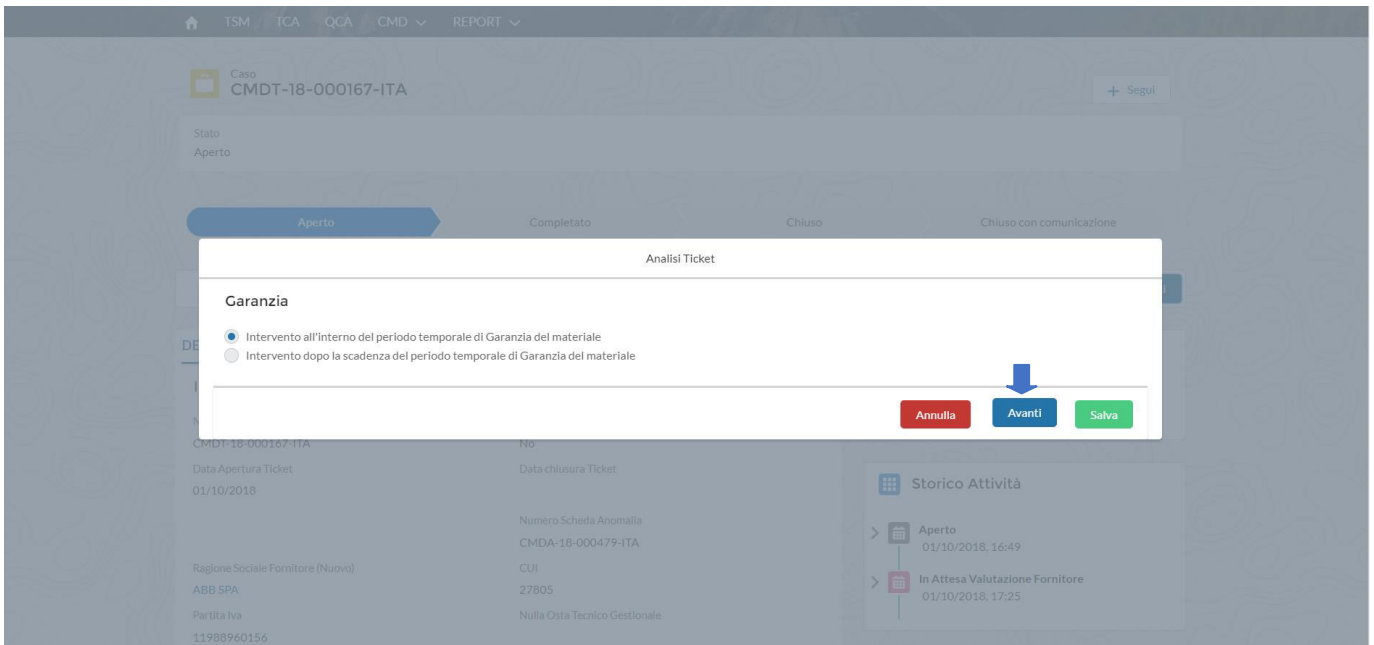 TSM TCA QCA CMD REPORT
Caso
CMDT-18-000167-ITA
+ Segui
Stato
Aperto
Aperto Completato Chiuso Chiuso con comunicazione
Analisi Ticket
Garanzia
Intervento all'interno del periodo temporale di Garanzia del materiale
Intervento dopo la scadenza del periodo temporale di Garanzia del materiale
DE
Annulla Avanti Salva
CMDT-18-000167-ITA No
Data Apertura Ticket Data chiusura Ticket
01/10/2018
Storico Attività
Numero Scheda Anomalia
CMDA-18-000479-ITA
Aperto
01/10/2018, 16:49
Ragione Sociale Fornitore (Nuovo) CUI
ABB SPA 27805
In Attesa Valutazione Fornitore
01/10/2018, 17:25
Partita Iva Nulla Osta Tecnico Gestionale
11988960156